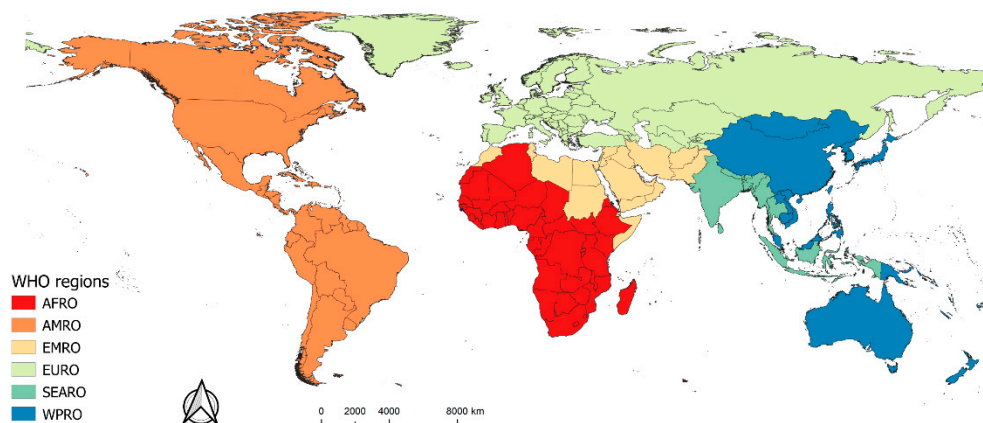 WHO regions
AFRO
AMRO
EMRO
EURO
SEARO
WPRO
0 2000 4000 8000 km